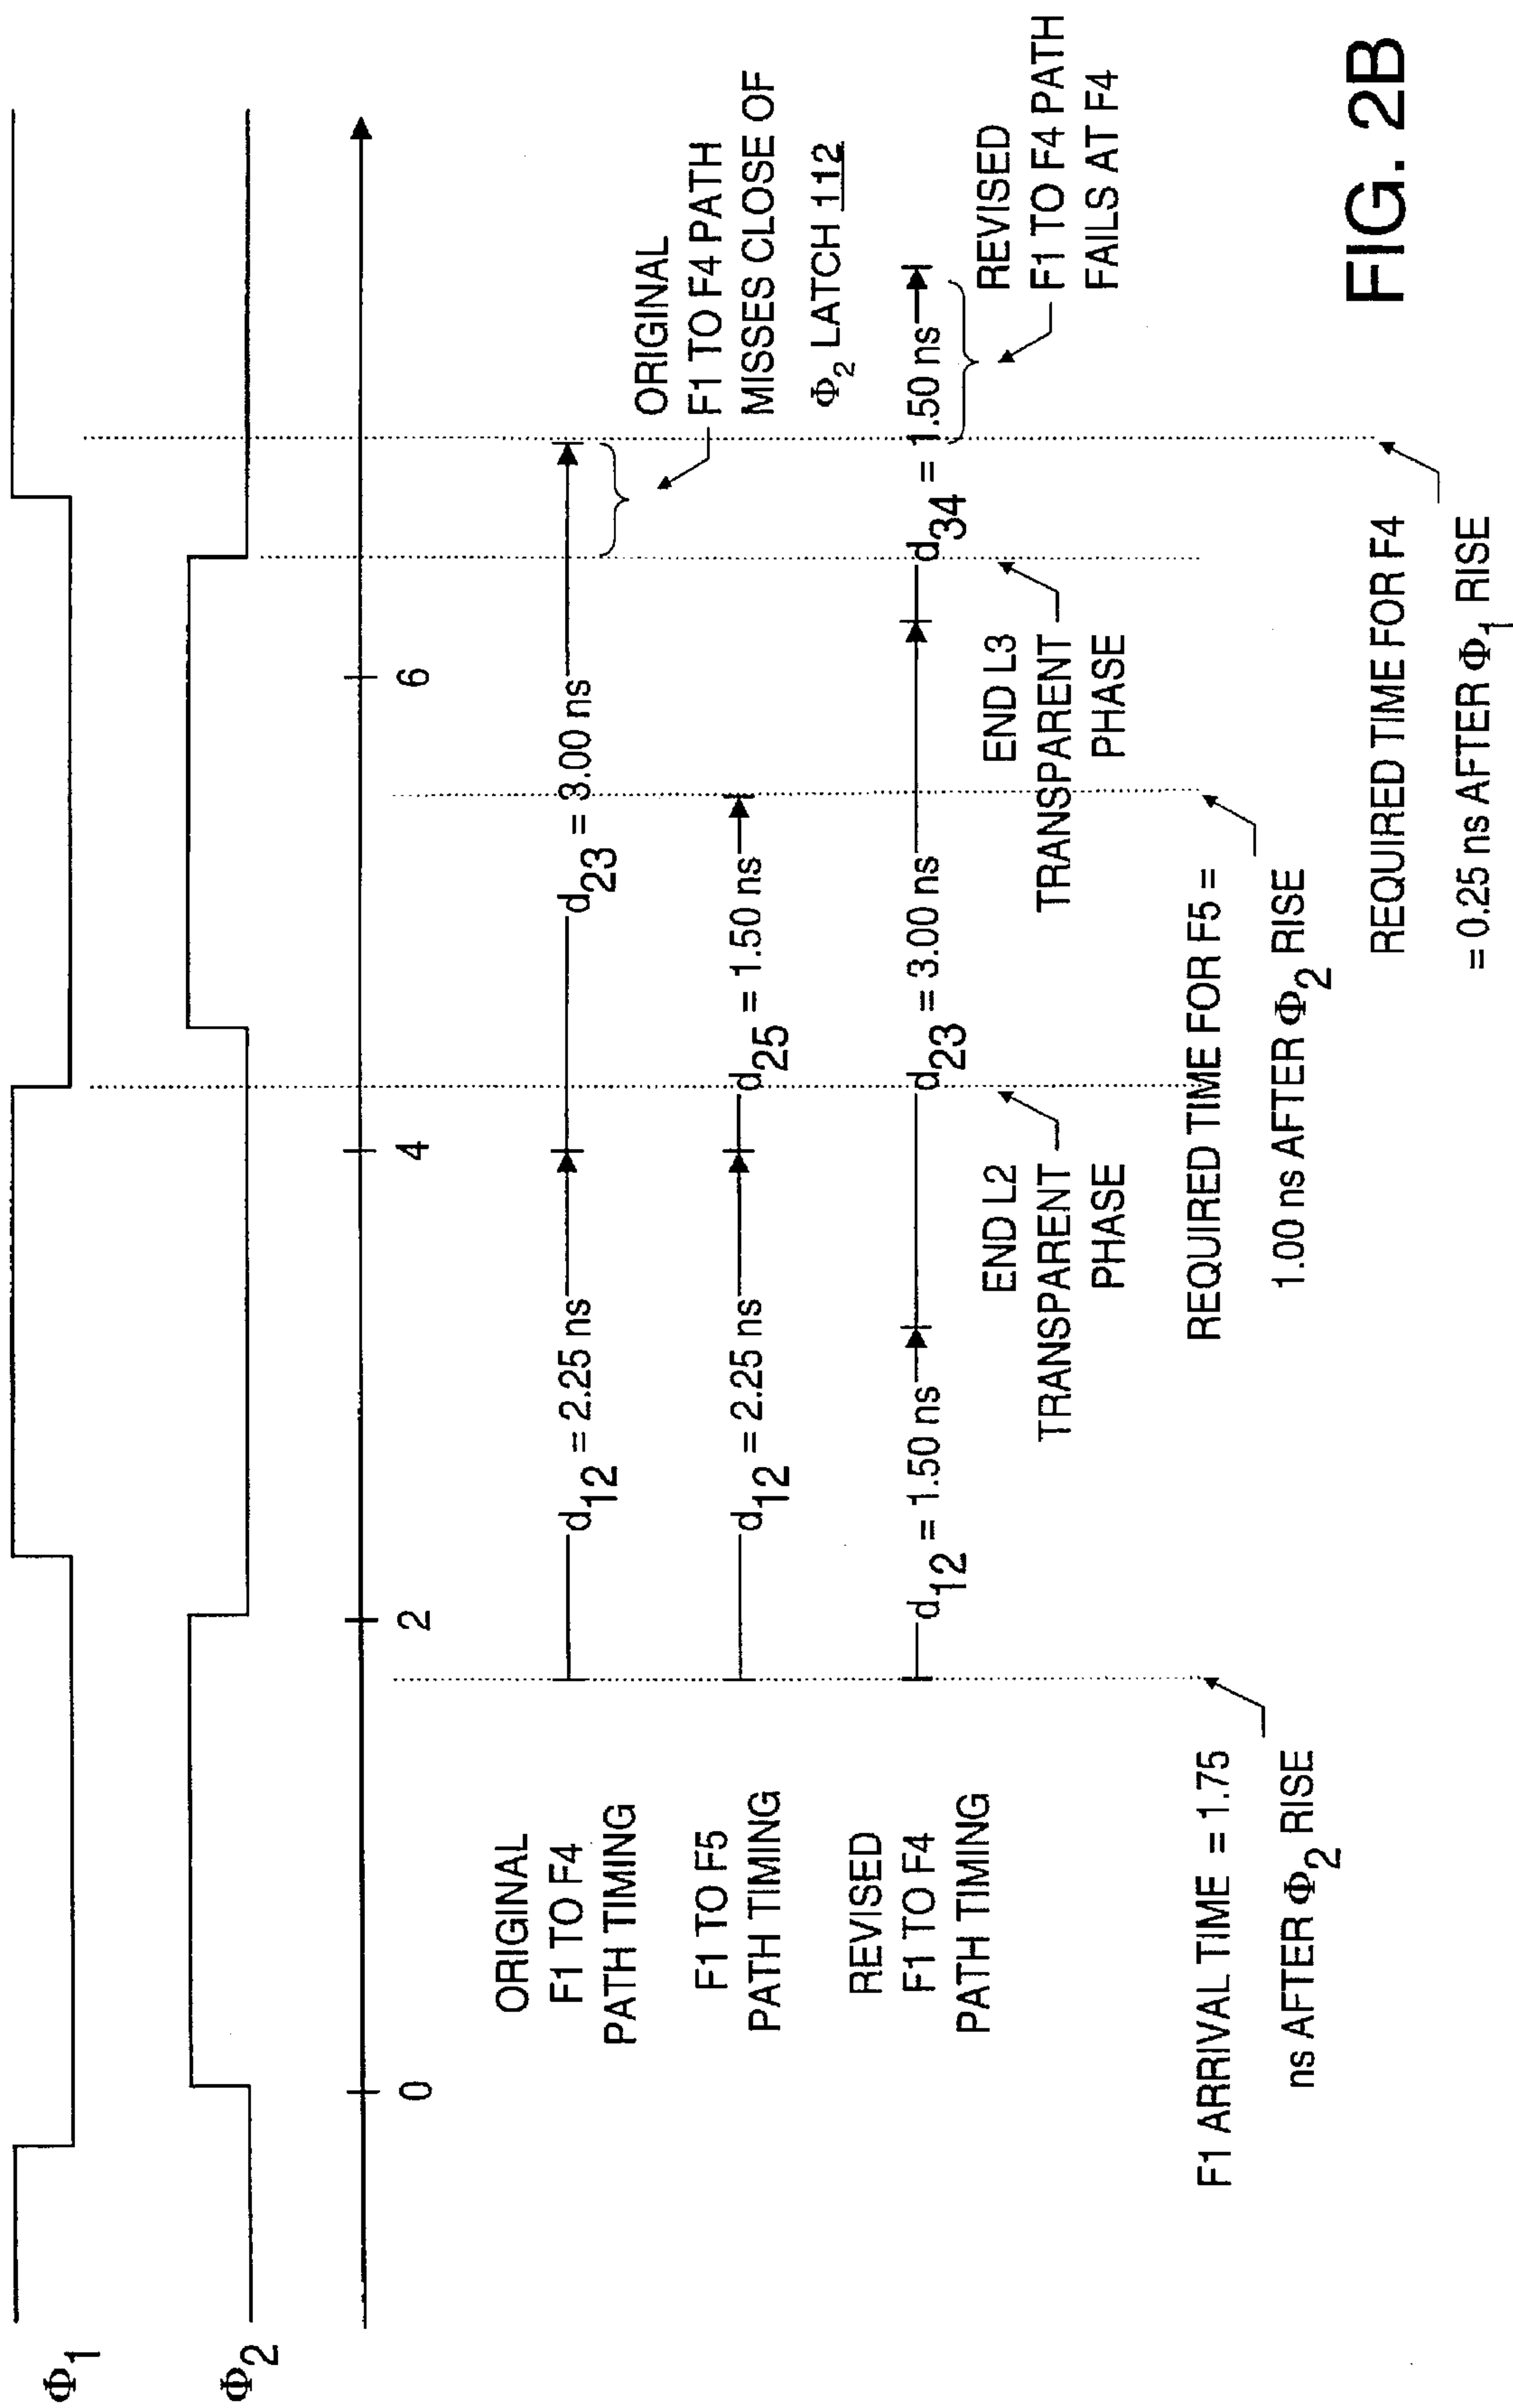 Φ1
Φ2
0
2
4
6
ORIGINAL
F1 TO F4
PATH TIMING
d12 = 2.25 ns
d23 = 3.00 ns
ORIGINAL
F1 TO F4 PATH
MISSES CLOSE OF
Φ2 LATCH 112
F1 TO F5
PATH TIMING
d12 = 2.25 ns
d25 = 1.50 ns
REVISED
F1 TO F4
PATH TIMING
d12 = 1.50 ns
d23 = 3.00 ns
d34 = 1.50 ns
REVISED
F1 TO F4 PATH
FAILS AT F4
END L2
TRANSPARENT
PHASE
END L3
TRANSPARENT
PHASE
F1 ARRIVAL TIME = 1.75
ns AFTER Φ2 RISE
REQUIRED TIME FOR F5 =
1.00 ns AFTER Φ2 RISE
REQUIRED TIME FOR F4
= 0.25 ns AFTER Φ1 RISE
FIG. 2B